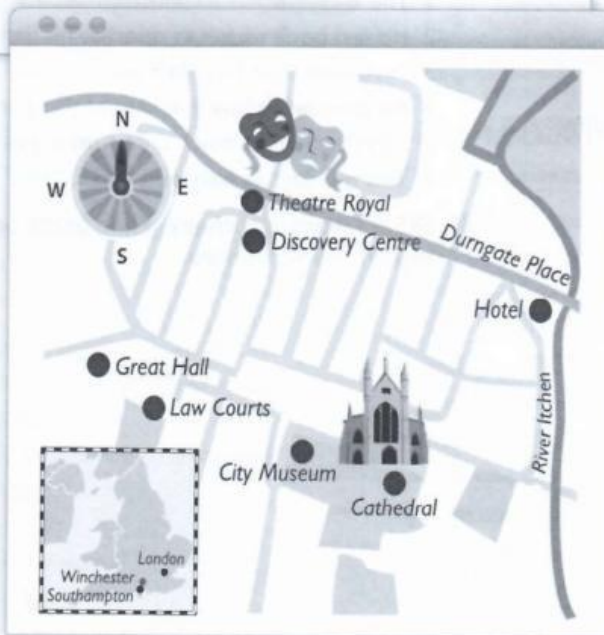 N
W E
S
Theatre Royal
Discovery Centre
Durngate Place
Hotel
Great Hall
Law Courts
River Itchen
City Museum
Cathedral
London
Winchester
Southampton